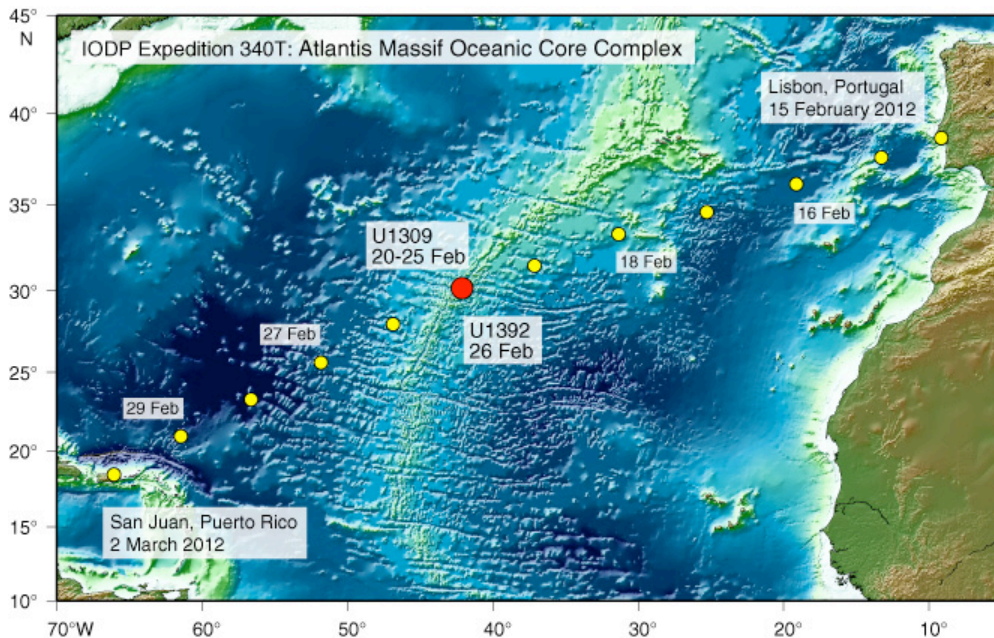 45°
N
IODP Expedition 340T: Atlantis Massif Oceanic Core Complex
Lisbon, Portugal
15 February 2012
40°
35°
16 Feb
U1309
20-25 Feb
18 Feb
30°
27 Feb
U1392
26 Feb
25°
29 Feb
20°
San Juan, Puerto Rico
2 March 2012
15°
10°
70°W
60°
50°
40°
30°
20°
10°